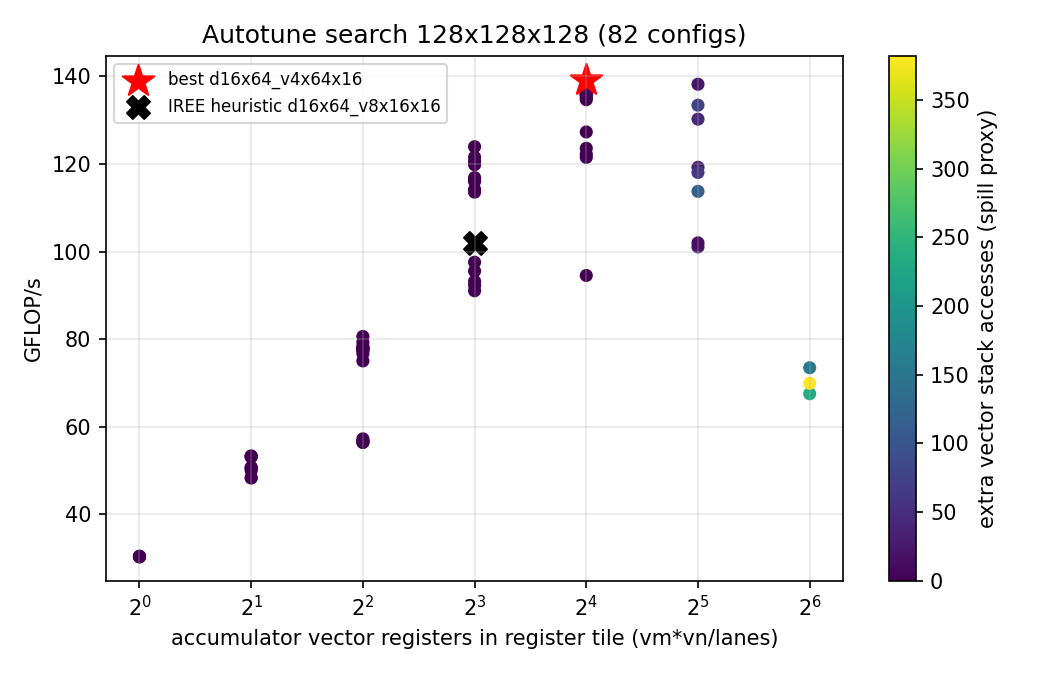 Autotune search 128x128x128 (82 configs)
best d16x64_v4x64x16
IREE heuristic d16x64_v8x16x16
GFLOP/s
140
120
100
80
60
40
2^0 2^1 2^2 2^3 2^4 2^5 2^6
accumulator vector registers in register tile (vm*vn/lanes)
350
300
250
200
150
100
50
0
extra vector stack accesses (spill proxy)